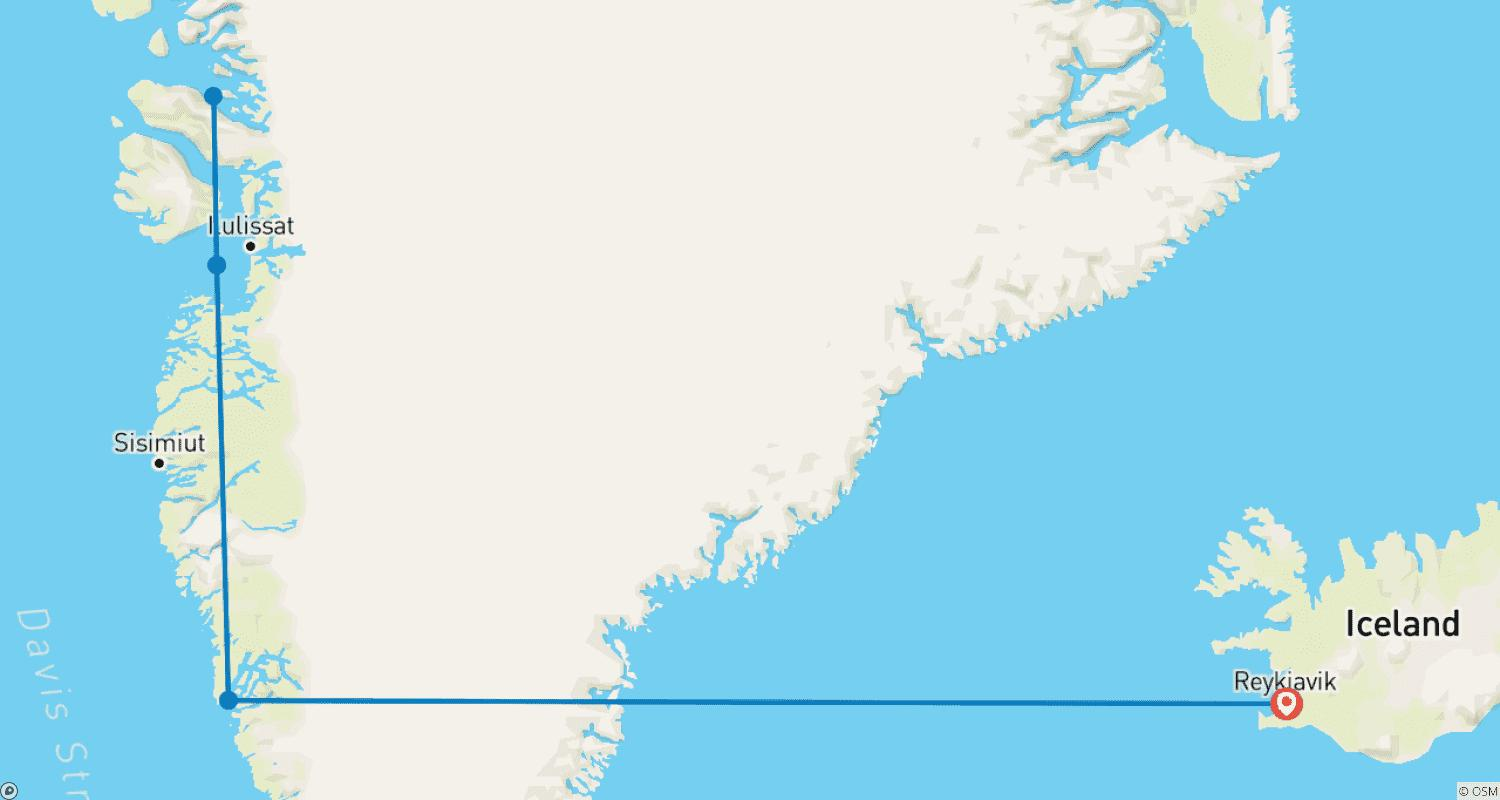 Ilulissat
Sisimiut
Davis Str
Iceland
Reykjavik
© OSM